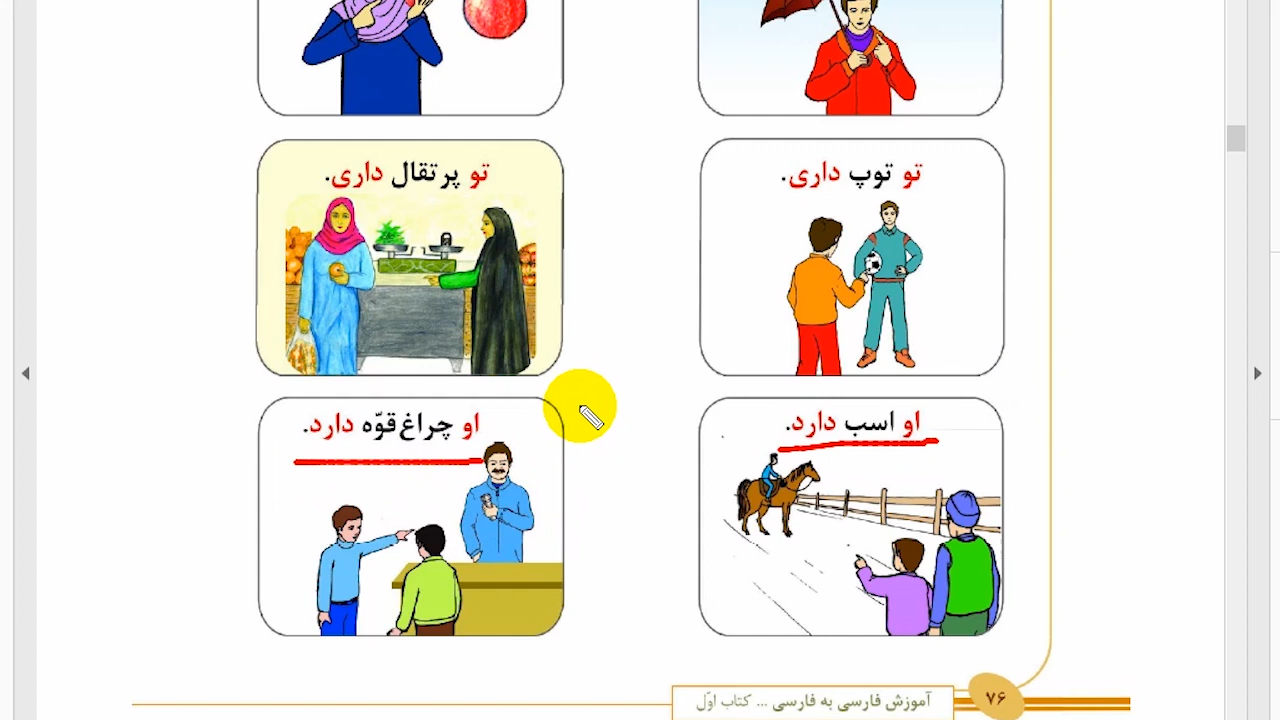 تو توپ داری.
تو پرتقال داری.
او اسب دارد.
او چراغ‌قوّه دارد.
آموزش فارسی به فارسی ... کتاب اوّل
۷۶